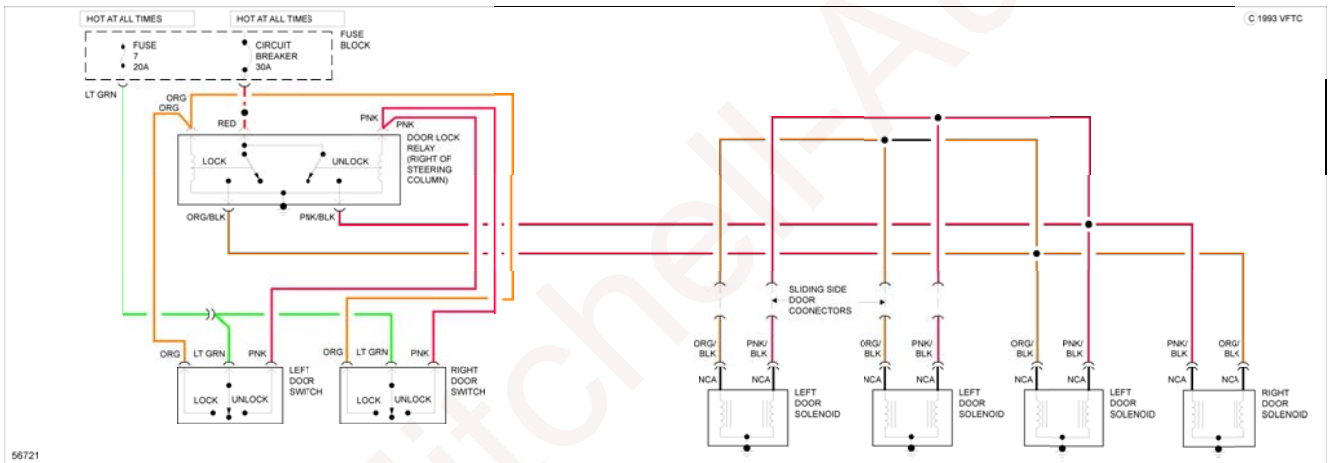 HOT AT ALL TIMES
HOT AT ALL TIMES
C 1993 VFTC
FUSE
7
20A
CIRCUIT
BREAKER
30A
FUSE
BLOCK
LT GRN
ORG
ORG
RED
PNK
PNK
DOOR LOCK
RELAY
(RIGHT OF
STEERING
COLUMN)
LOCK
UNLOCK
ORG/BLK
PNK/BLK
SLIDING SIDE
DOOR
COONECTORS
ORG
LT GRN
PNK
LEFT
DOOR
SWITCH
LOCK
UNLOCK
ORG
LT GRN
PNK
RIGHT
DOOR
SWITCH
LOCK
UNLOCK
ORG/
BLK
PNK/
BLK
ORG/
BLK
PNK/
BLK
ORG/
BLK
PNK/
BLK
PNK/
BLK
ORG/
BLK
NCA
NCA
NCA
NCA
NCA
NCA
NCA
NCA
LEFT
DOOR
SOLENOID
LEFT
DOOR
SOLENOID
LEFT
DOOR
SOLENOID
RIGHT
DOOR
SOLENOID
56721